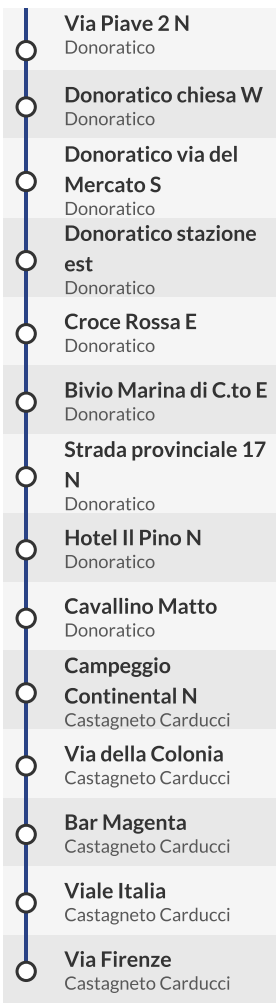 Via Piave 2 N
Donoratico
Donoratico chiesa W
Donoratico
Donoratico via del
Mercato S
Donoratico
Donoratico stazione
est
Donoratico
Croce Rossa E
Donoratico
Bivio Marina di C.to E
Donoratico
Strada provinciale 17
N
Donoratico
Hotel Il Pino N
Donoratico
Cavallino Matto
Donoratico
Campeggio
Continental N
Castagneto Carducci
Via della Colonia
Castagneto Carducci
Bar Magenta
Castagneto Carducci
Viale Italia
Castagneto Carducci
Via Firenze
Castagneto Carducci